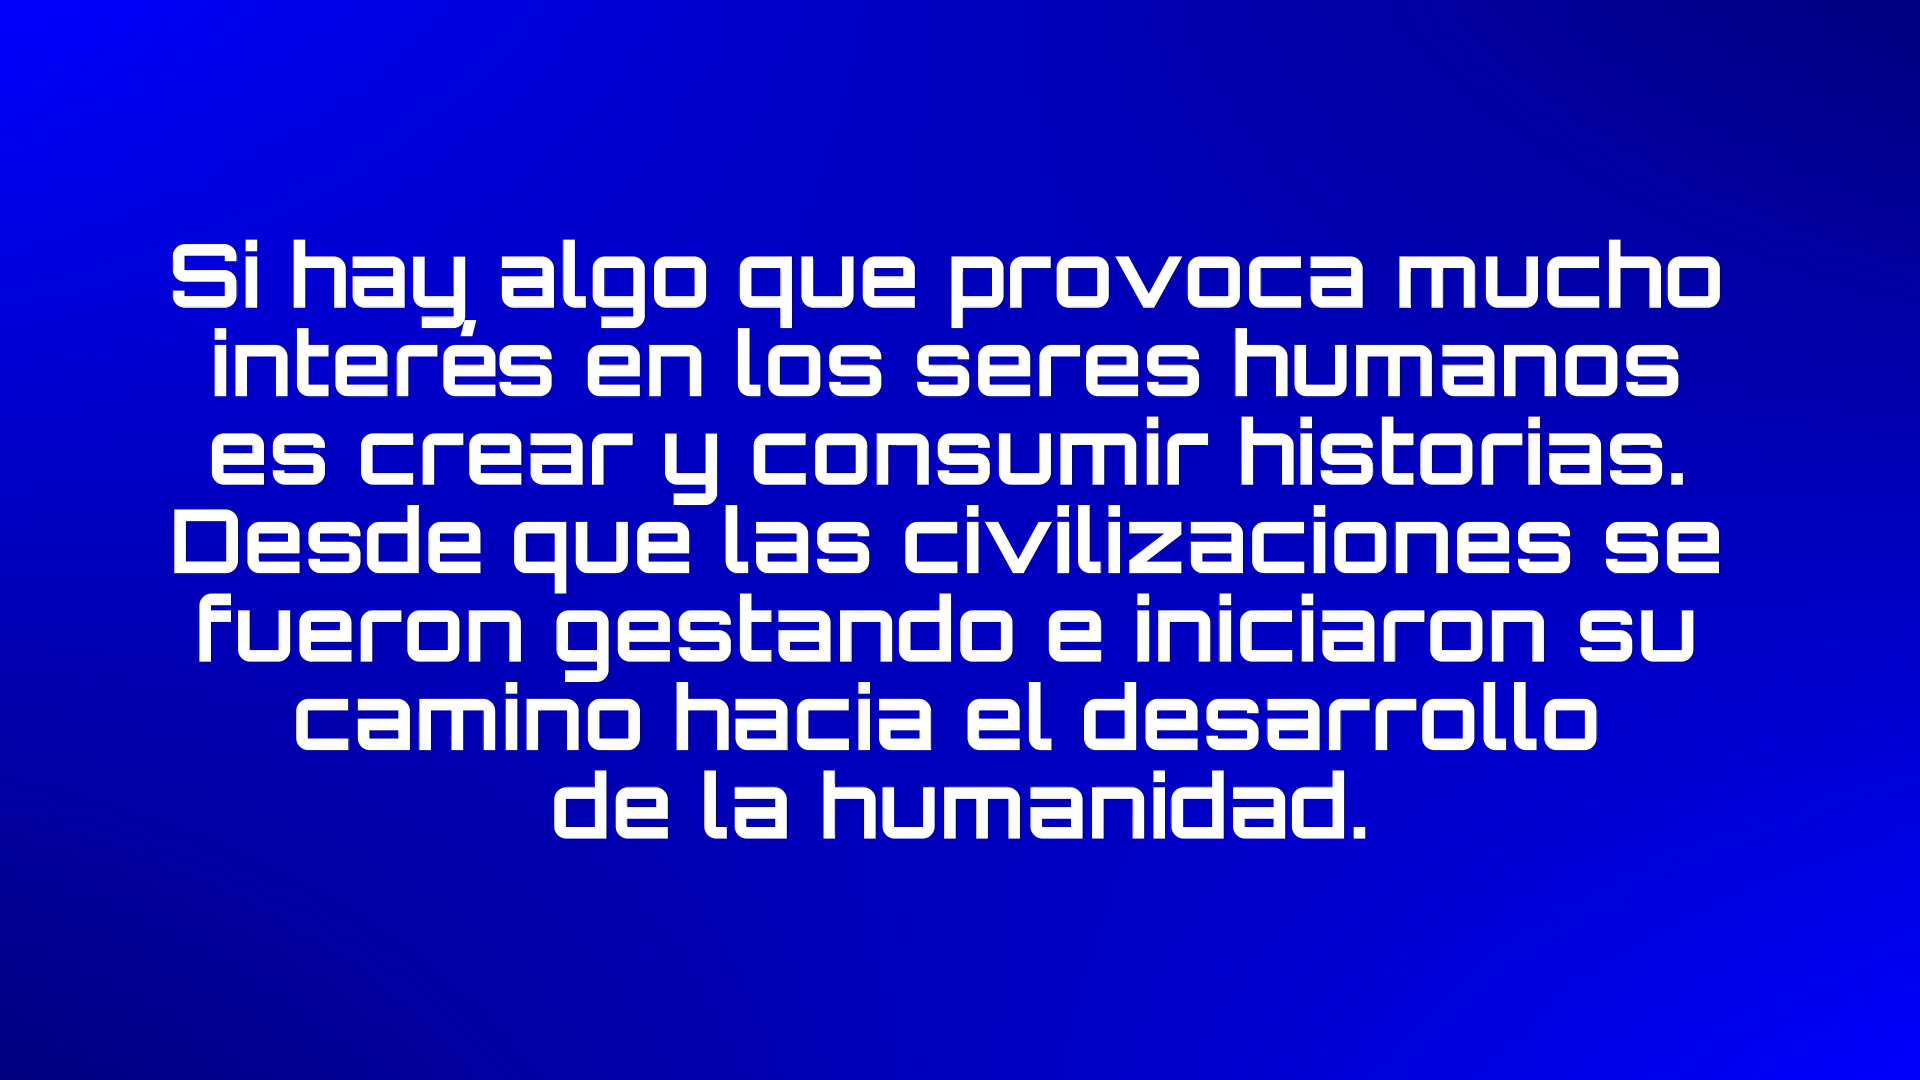 Si hay algo que provoca mucho
interés en los seres humanos
es crear y consumir historias.
Desde que las civilizaciones se
fueron gestando e iniciaron su
camino hacia el desarrollo
de la humanidad.